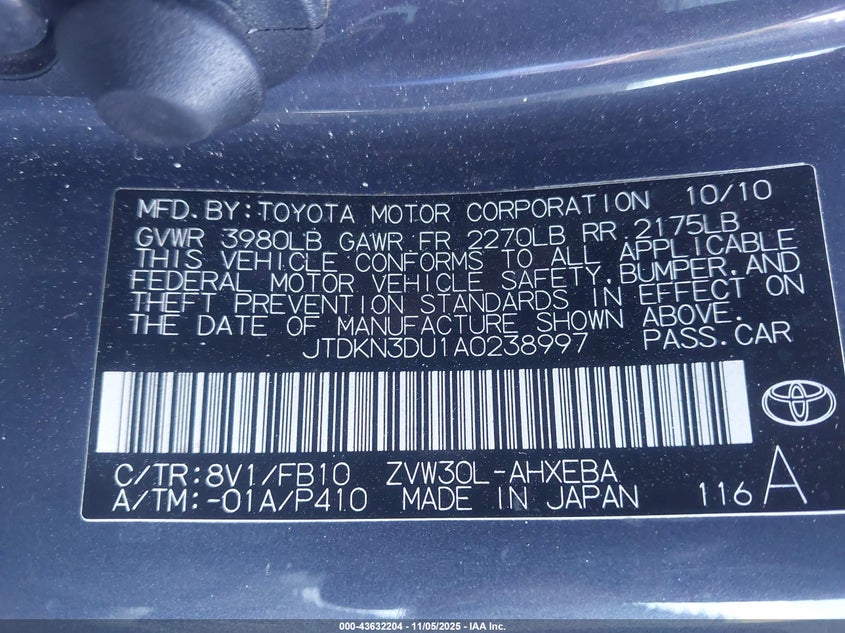 MFD. BY: TOYOTA MOTOR CORPORATION 10/10
GVWR 3980LB GAWR FR 2270LB RR 2175LB
THIS VEHICLE CONFORMS TO ALL APPLICABLE
FEDERAL MOTOR VEHICLE SAFETY, BUMPER, AND
THEFT PREVENTION STANDARDS IN EFFECT ON
THE DATE OF MANUFACTURE SHOWN ABOVE.
JTDKN3DU1A0238997 PASS. CAR
C/TR: 8V1/FB10 ZVW30L-AHXEBA
A/TM: -01A/P410 MADE IN JAPAN 116 A
000-43632204 - 11/05/2025 - IAA Inc.